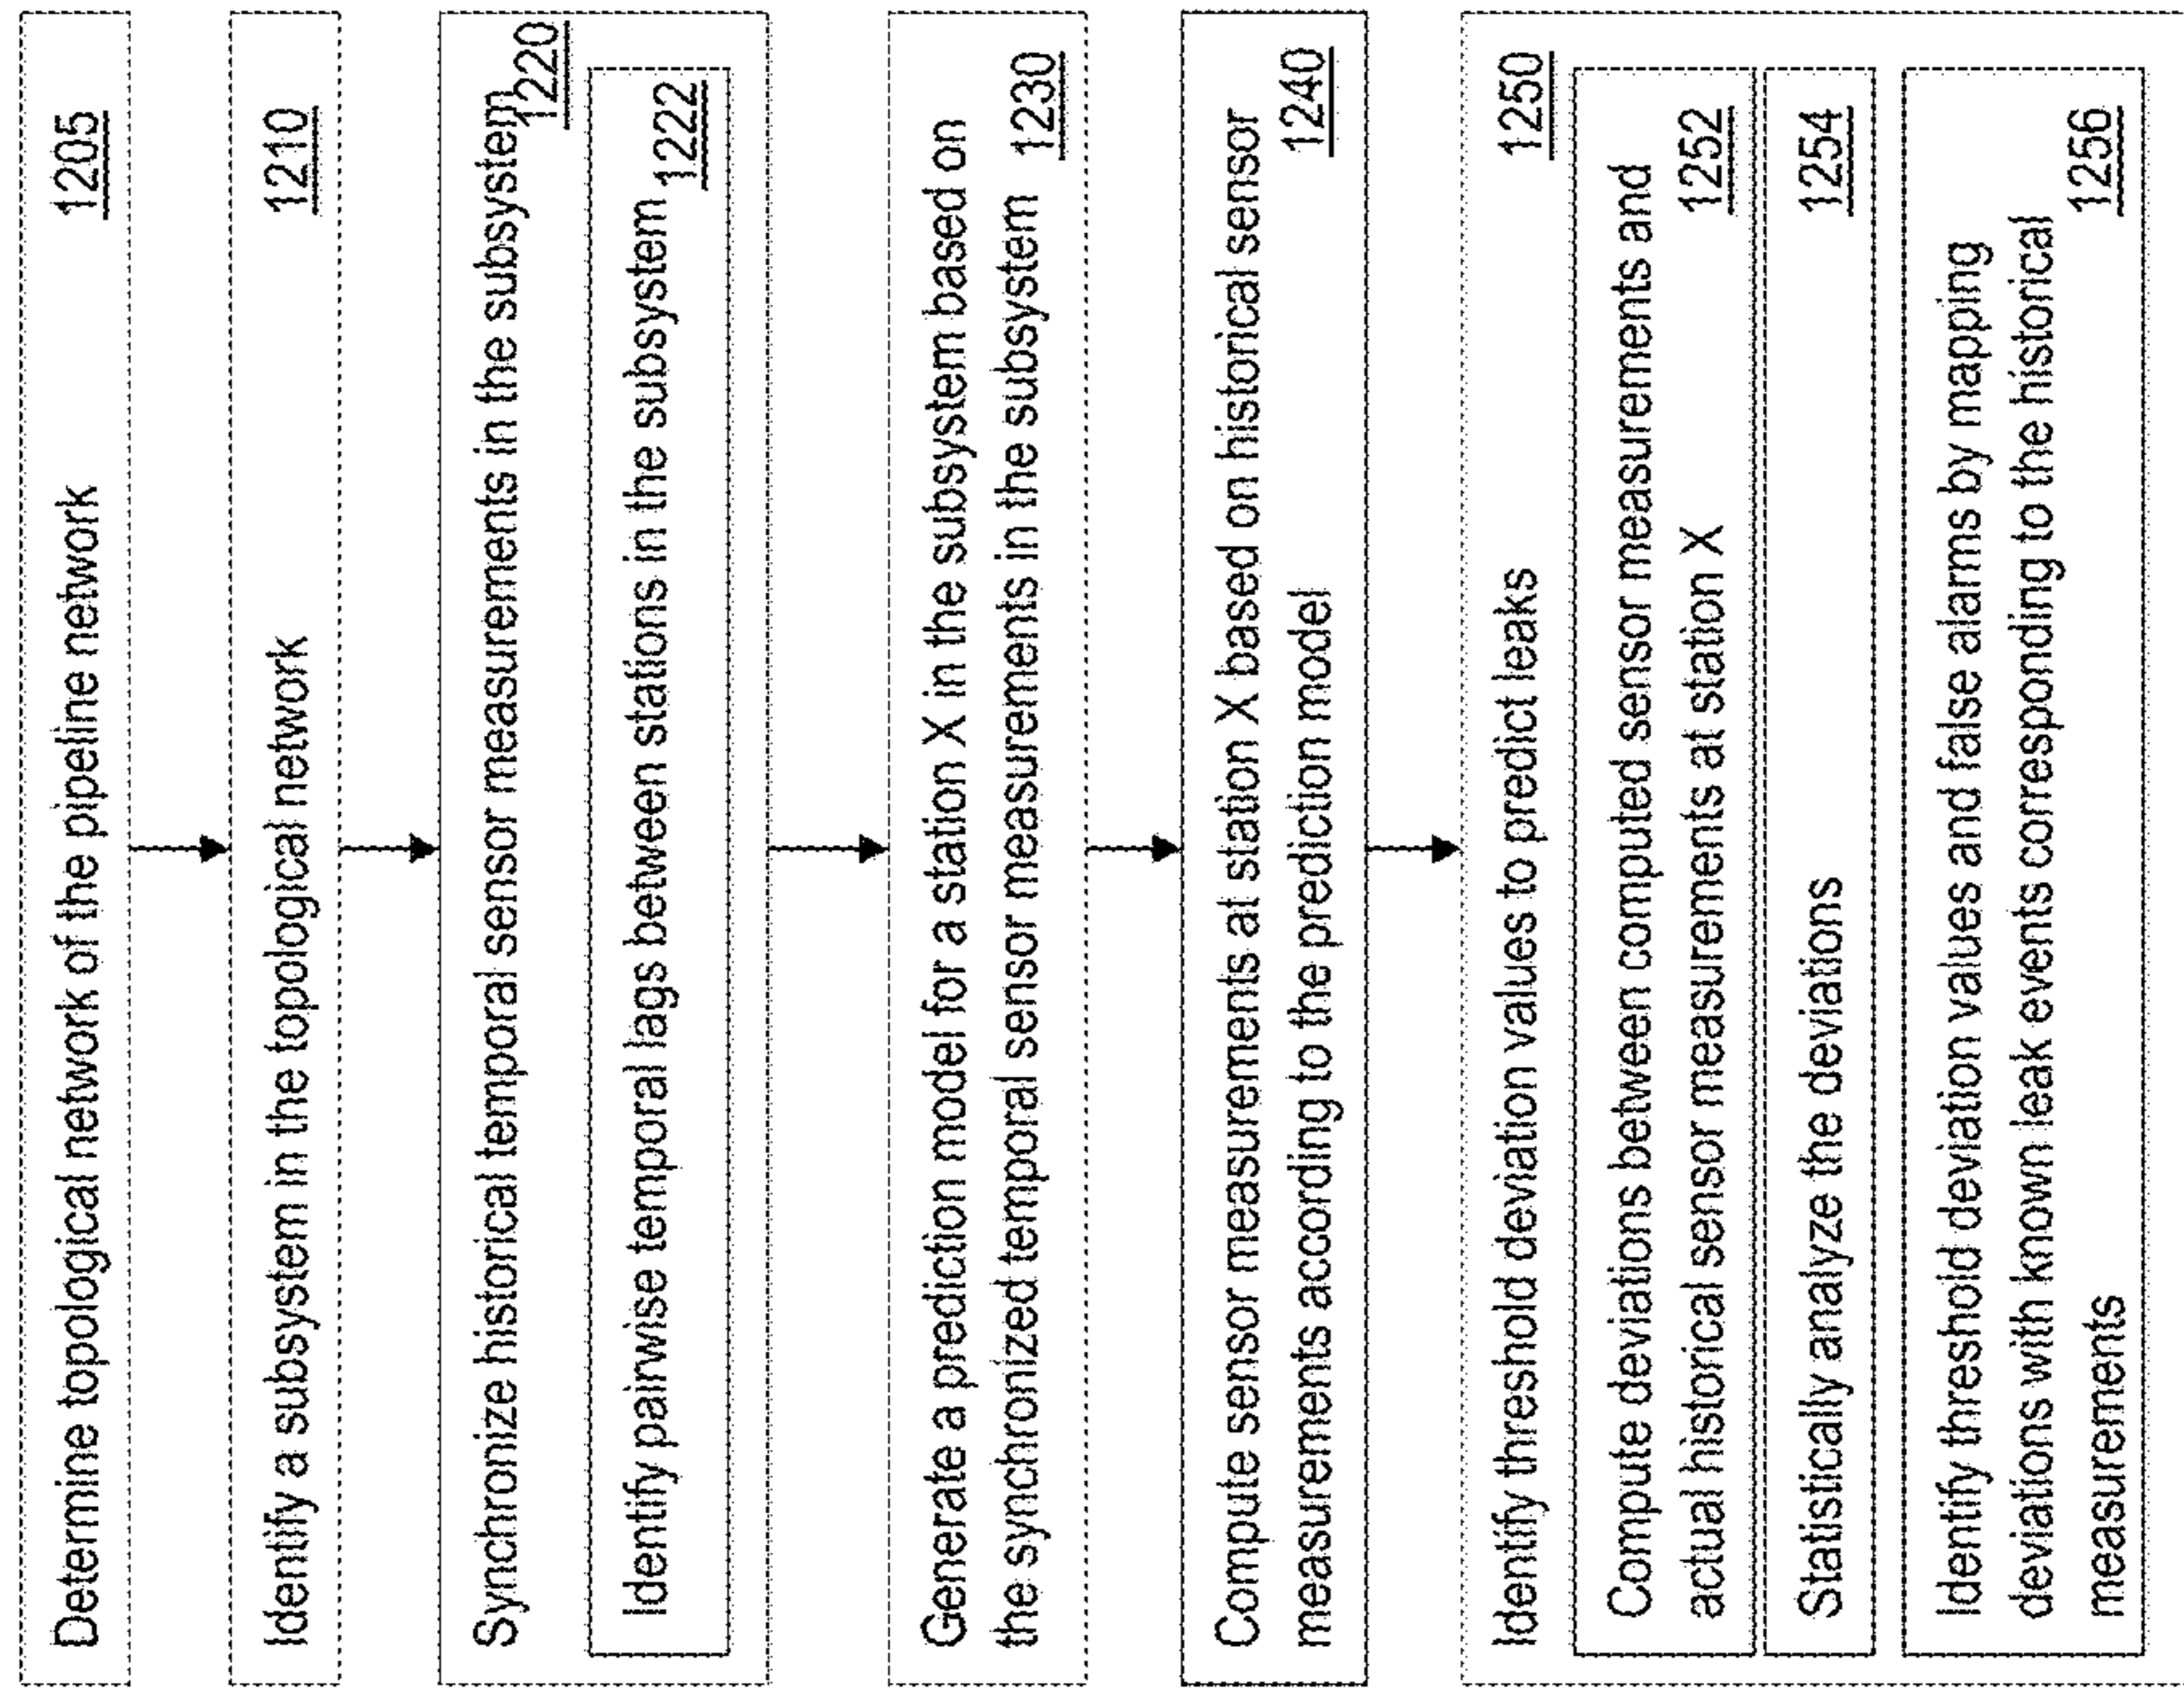 Determine topological network of the pipeline network 1205
Identify a subsystem in the topological network 1210
Synchronize historical temporal sensor measurements in the subsystem
1220
Identify pairwise temporal lags between stations in the subsystem
1222
Generate a prediction model for a station X in the subsystem based on
the synchronized temporal sensor measurements in the subsystem 1230
Compute sensor measurements at station X based on historical sensor
measurements according to the prediction model 1240
Identify threshold deviation values to predict leaks 1250
Compute deviations between computed sensor measurements and
actual historical sensor measurements at station X 1252
Statistically analyze the deviations 1254
Identify threshold deviation values and false alarms by mapping
deviations with known leak events corresponding to the historical
measurements 1256